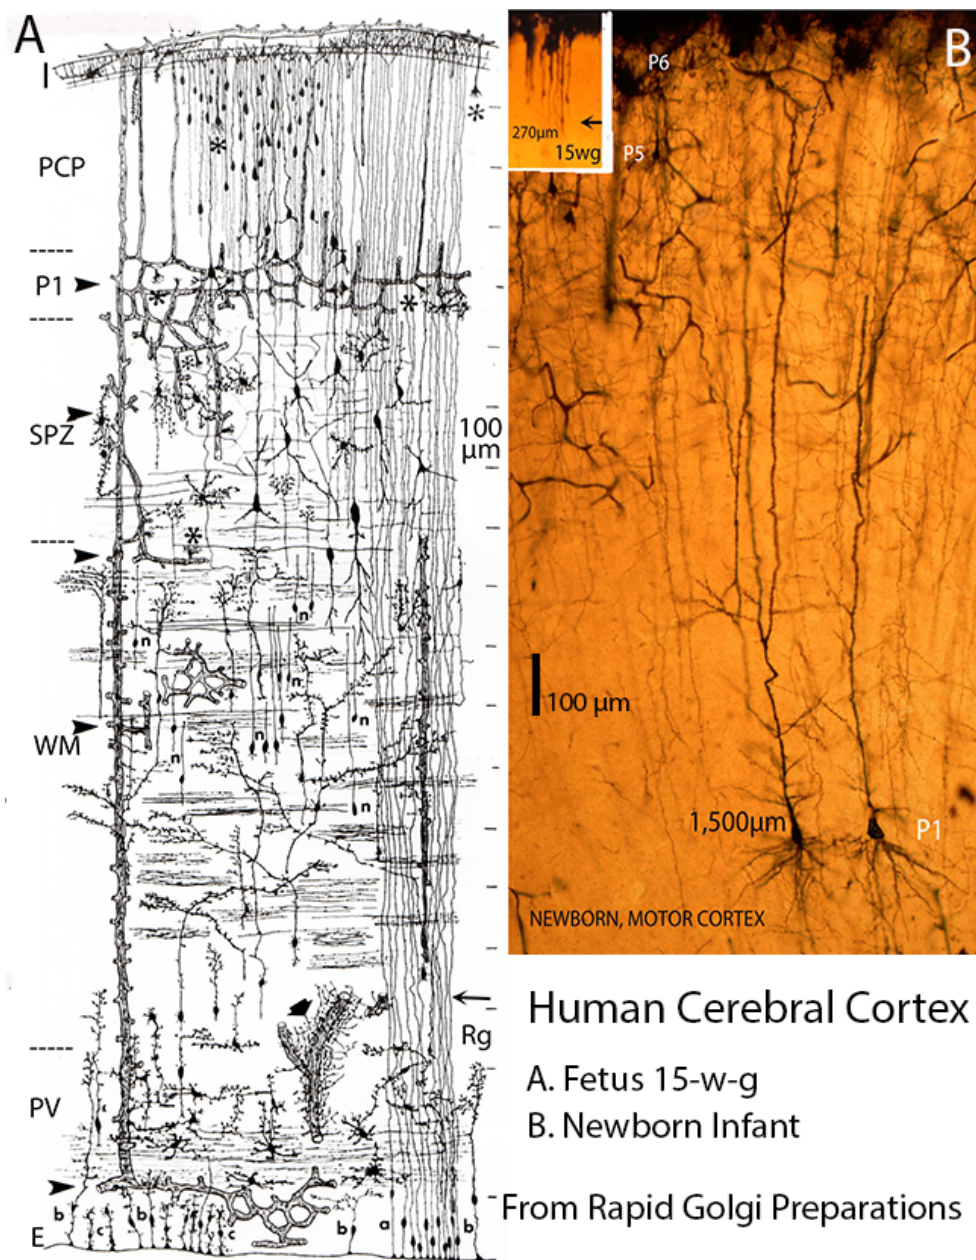 A
I
PCP
P1
SPZ
WM
PV
E
100
µm
Rg
*
*
*
*
*
*
n
n
n
n
n
n
b
c
b
c
b
a
b
c
270µm
15wg
B
P6
P5
100 µm
1,500µm
P1
NEWBORN, MOTOR CORTEX
Human Cerebral Cortex
A. Fetus 15-w-g
B. Newborn Infant
From Rapid Golgi Preparations